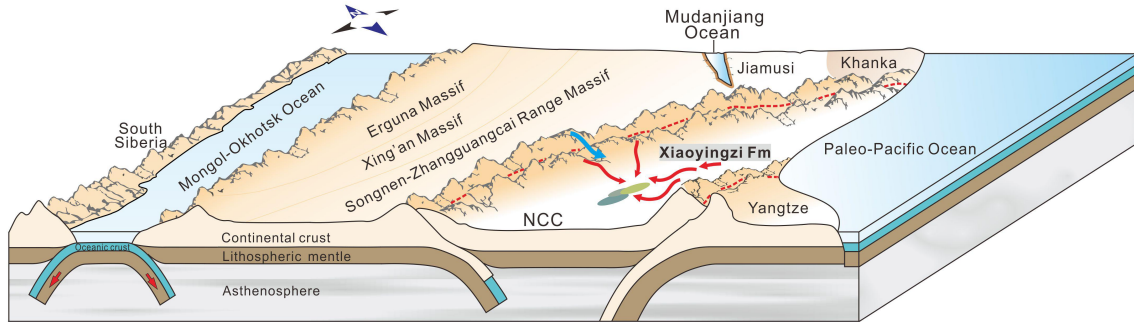 N
Mudanjiang
Ocean
Jiamusi
Khanka
South
Siberia
Mongol-Okhotsk Ocean
Erguna Massif
Xing'an Massif
Songnen-Zhangguangcai Range Massif
Xiaoyingzi Fm
Paleo-Pacific Ocean
NCC
Yangtze
Oceanic crust
Continental crust
Lithospheric mentle
Asthenosphere